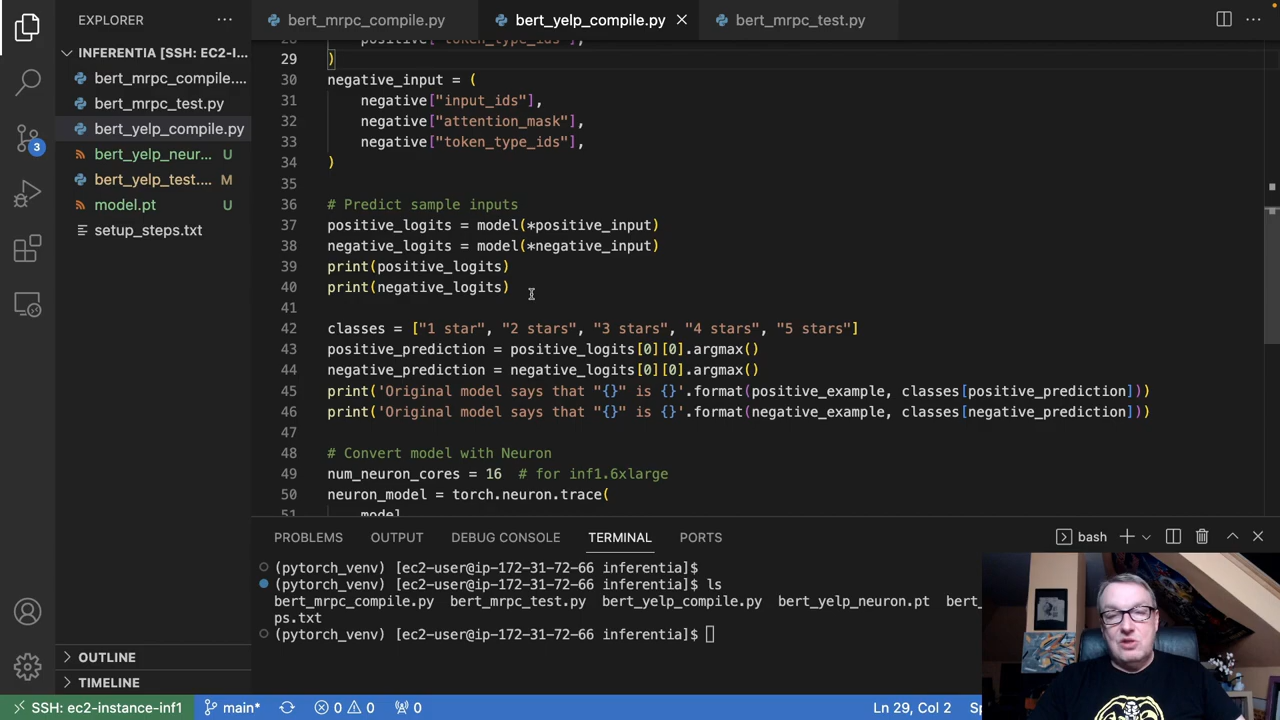 EXPLORER
INFERENTIA [SSH: EC2-I...
bert_mrpc_compile....
bert_mrpc_test.py
bert_yelp_compile.py
bert_yelp_neur... U
bert_yelp_test.... M
model.pt U
setup_steps.txt
3
OUTLINE
TIMELINE
bert_mrpc_compile.py
bert_yelp_compile.py
bert_mrpc_test.py
28 positive["token_type_ids"],
29 )
30 negative_input = (
31 negative["input_ids"],
32 negative["attention_mask"],
33 negative["token_type_ids"],
34 )
35
36 # Predict sample inputs
37 positive_logits = model(*positive_input)
38 negative_logits = model(*negative_input)
39 print(positive_logits)
40 print(negative_logits)
41
42 classes = ["1 star", "2 stars", "3 stars", "4 stars", "5 stars"]
43 positive_prediction = positive_logits[0][0].argmax()
44 negative_prediction = negative_logits[0][0].argmax()
45 print('Original model says that "{}" is {}'.format(positive_example, classes[positive_prediction]))
46 print('Original model says that "{}" is {}'.format(negative_example, classes[negative_prediction]))
47
48 # Convert model with Neuron
49 num_neuron_cores = 16 # for inf1.6xlarge
50 neuron_model = torch.neuron.trace(
51 model
PROBLEMS OUTPUT DEBUG CONSOLE TERMINAL PORTS
bash
(pytorch_venv) [ec2-user@ip-172-31-72-66 inferentia]$
(pytorch_venv) [ec2-user@ip-172-31-72-66 inferentia]$ ls
bert_mrpc_compile.py bert_mrpc_test.py bert_yelp_compile.py bert_yelp_neuron.pt bert_
ps.txt
(pytorch_venv) [ec2-user@ip-172-31-72-66 inferentia]$
SSH: ec2-instance-inf1 main* 0 0 0 Ln 29, Col 2 Sp